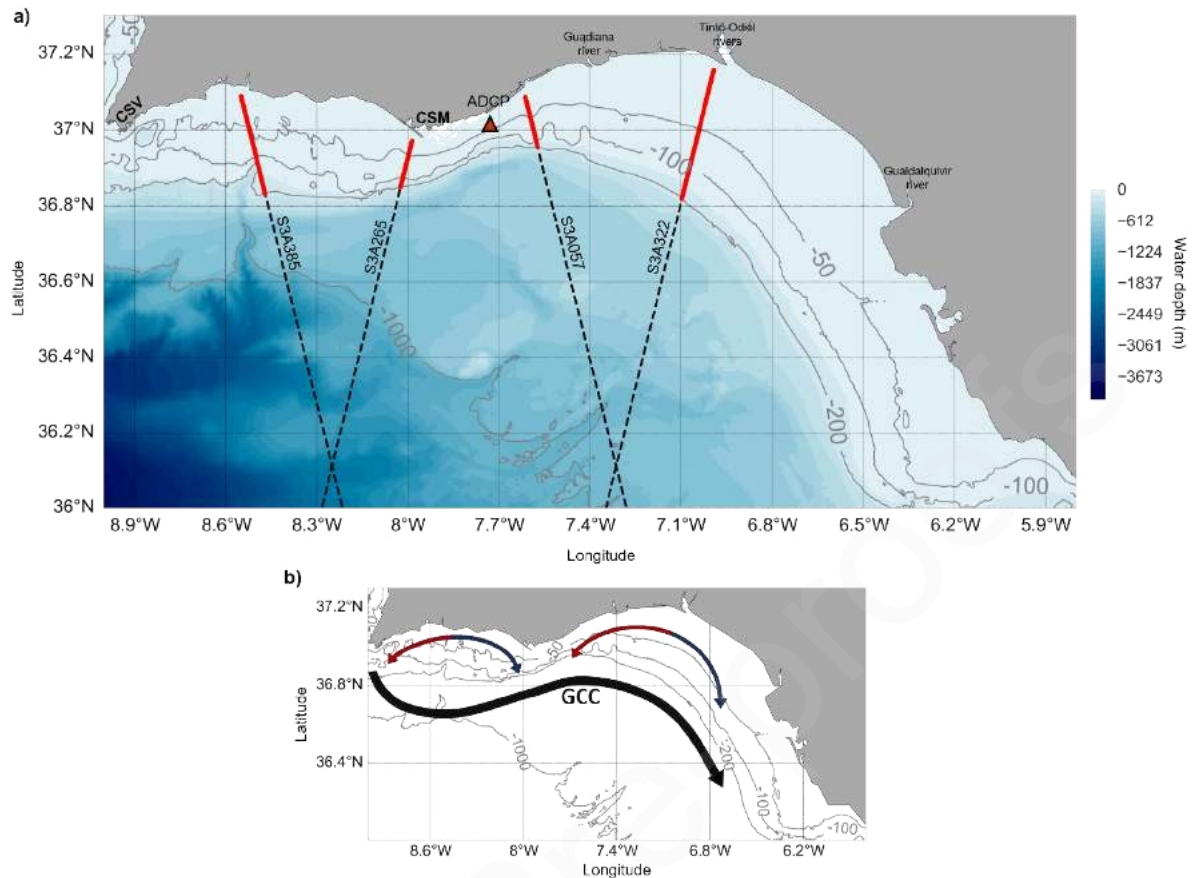 a)
-50
37.2°N
37°N
36.8°N
36.6°N
36.4°N
36.2°N
36°N
Latitude
CSV
CSM
ADCP
Guadiana
river
Tinto-Odiel
rivers
Gualdalquivir
river
-100
-50
-200
-1000
-100
S3A385
S3A265
S3A057
S3A322
8.9°W 8.6°W 8.3°W 8°W 7.7°W 7.4°W 7.1°W 6.8°W 6.5°W 6.2°W 5.9°W
Longitude
0
−612
−1224
−1837
−2449
−3061
−3673
Water depth (m)
b)
37.2°N
36.8°N
36.4°N
Latitude
-50
-50
GCC
-1000
-200
-100
-100
8.6°W 8°W 7.4°W 6.8°W 6.2°W
Longitude